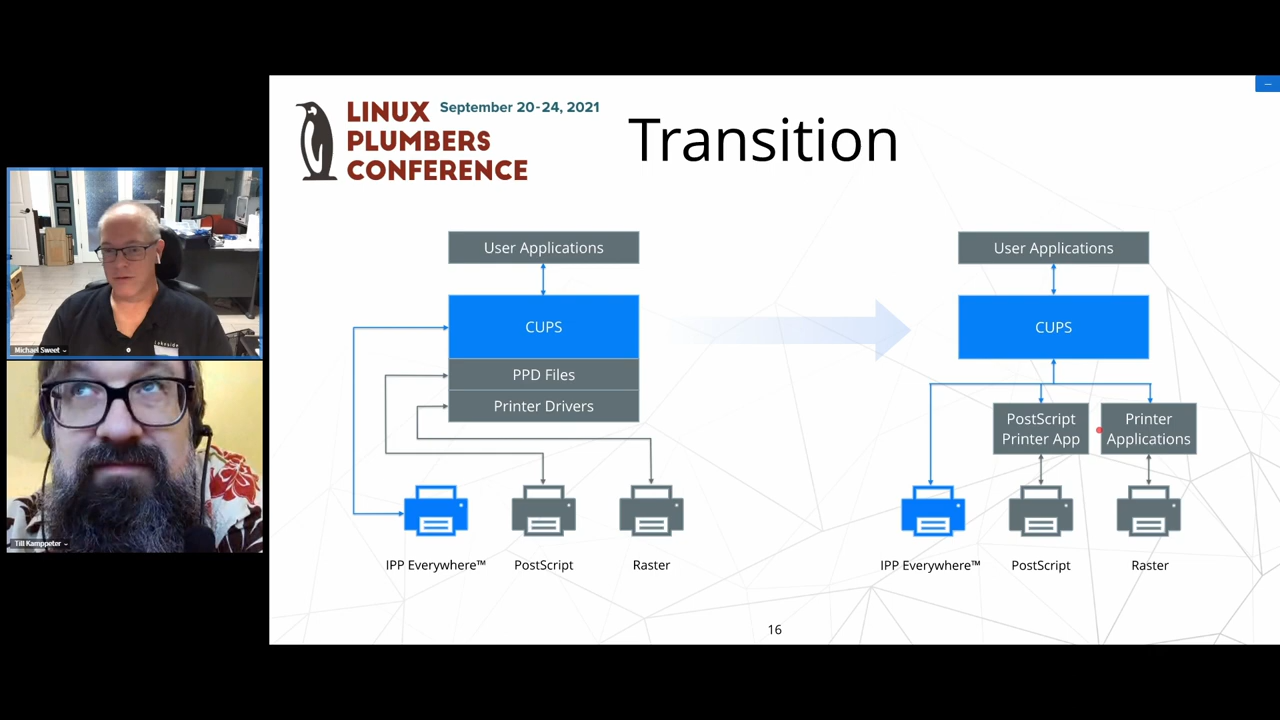 LINUX
September 20-24, 2021
PLUMBERS
CONFERENCE
Transition
User Applications
CUPS
PPD Files
Printer Drivers
IPP Everywhere™
PostScript
Raster
User Applications
CUPS
PostScript
Printer App
Printer
Applications
IPP Everywhere™
PostScript
Raster
16
Michael Sweet
Lakeside
Till Kamppeter